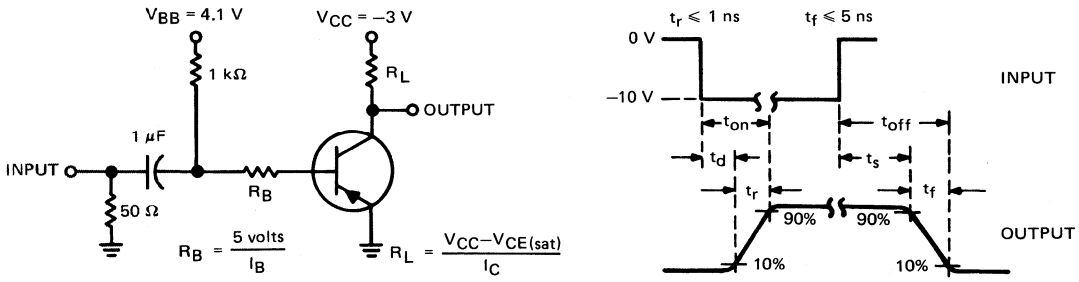 V_BB = 4.1 V
V_CC = −3 V
1 kΩ
R_L
OUTPUT
1 μF
INPUT
R_B
50 Ω
R_B = 5 volts / I_B
R_L = V_CC−V_CE(sat) / I_C
t_r ⩽ 1 ns
t_f ⩽ 5 ns
0 V
INPUT
−10 V
t_on
t_off
t_d
t_s
t_r
t_f
90%
90%
OUTPUT
10%
10%